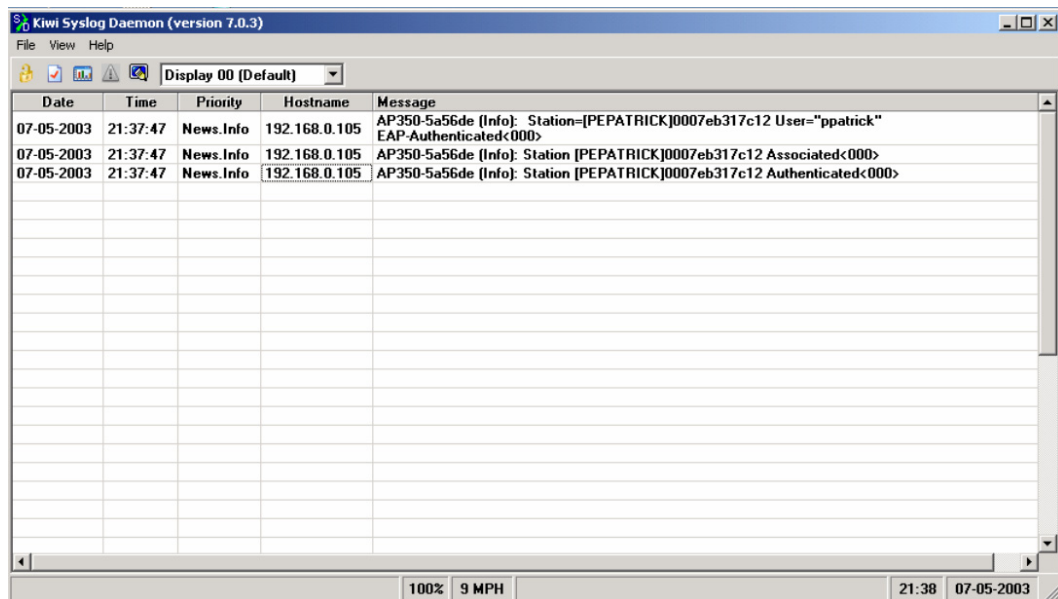 Kiwi Syslog Daemon (version 7.0.3)
File View Help
Display 00 (Default)
Date Time Priority Hostname Message
07-05-2003 21:37:47 News.Info 192.168.0.105 AP350-5a56de (Info): Station=[PEPATRICK]0007eb317c12 User="ppatrick"
EAP-Authenticated<000>
07-05-2003 21:37:47 News.Info 192.168.0.105 AP350-5a56de (Info): Station [PEPATRICK]0007eb317c12 Associated<000>
07-05-2003 21:37:47 News.Info 192.168.0.105 AP350-5a56de (Info): Station [PEPATRICK]0007eb317c12 Authenticated<000>
100% 9 MPH 21:38 07-05-2003